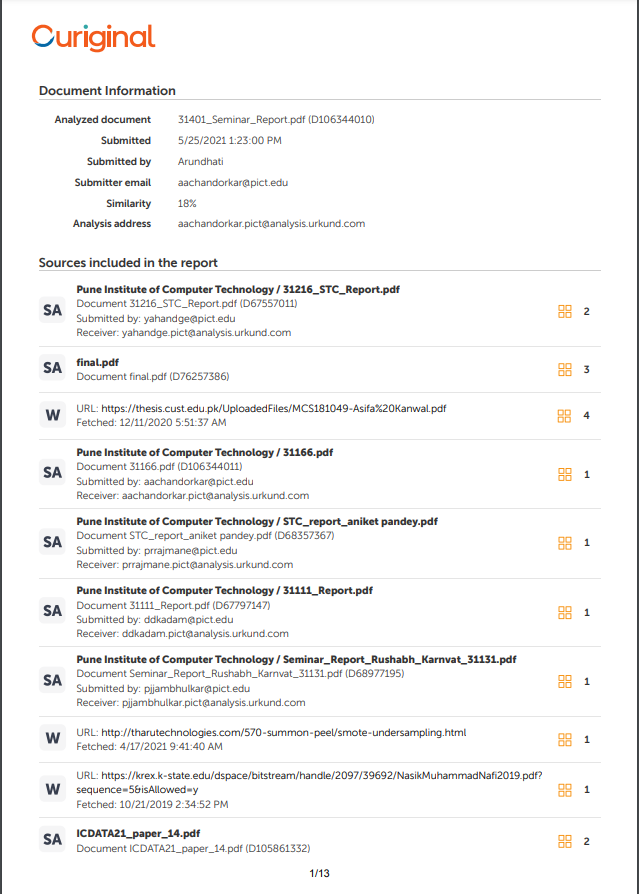 Ouriginal
Document Information
Analyzed document 31401_Seminar_Report.pdf (D106344010)
Submitted 5/25/2021 1:23:00 PM
Submitted by Arundhati
Submitter email aachandorkar@pict.edu
Similarity 18%
Analysis address aachandorkar.pict@analysis.urkund.com
Sources included in the report
SA Pune Institute of Computer Technology / 31216_STC_Report.pdf
Document 31216_STC_Report.pdf (D67557011)
Submitted by: yahandge@pict.edu
Receiver: yahandge.pict@analysis.urkund.com
2
SA final.pdf
Document final.pdf (D76257386)
3
W URL: https://thesis.cust.edu.pk/UploadedFiles/MCS181049-Asifa%20Kanwal.pdf
Fetched: 12/11/2020 5:51:37 AM
4
SA Pune Institute of Computer Technology / 31166.pdf
Document 31166.pdf (D106344011)
Submitted by: aachandorkar@pict.edu
Receiver: aachandorkar.pict@analysis.urkund.com
1
SA Pune Institute of Computer Technology / STC_report_aniket pandey.pdf
Document STC_report_aniket pandey.pdf (D68357367)
Submitted by: prrajmane@pict.edu
Receiver: prrajmane.pict@analysis.urkund.com
1
SA Pune Institute of Computer Technology / 31111_Report.pdf
Document 31111_Report.pdf (D67797147)
Submitted by: ddkadam@pict.edu
Receiver: ddkadam.pict@analysis.urkund.com
1
SA Pune Institute of Computer Technology / Seminar_Report_Rushabh_Karnvat_31131.pdf
Document Seminar_Report_Rushabh_Karnvat_31131.pdf (D68977195)
Submitted by: pjjambhulkar@pict.edu
Receiver: pjjambhulkar.pict@analysis.urkund.com
1
W URL: http://tharutechnologies.com/570-summon-peel/smote-undersampling.html
Fetched: 4/17/2021 9:41:40 AM
1
W URL: https://krex.k-state.edu/dspace/bitstream/handle/2097/39692/NasikMuhammadNafi2019.pdf?
sequence=5&isAllowed=y
Fetched: 10/21/2019 2:34:52 PM
1
SA ICDATA21_paper_14.pdf
Document ICDATA21_paper_14.pdf (D105861332)
2
1/13